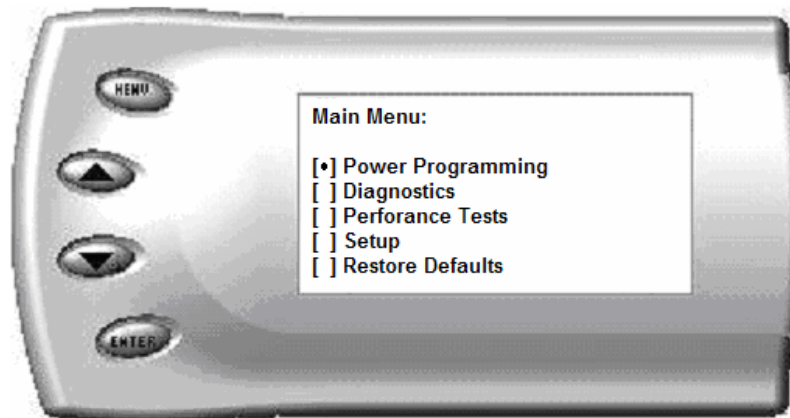 MENU
Main Menu:
[•] Power Programming
[ ] Diagnostics
[ ] Perforance Tests
[ ] Setup
[ ] Restore Defaults
ENTER